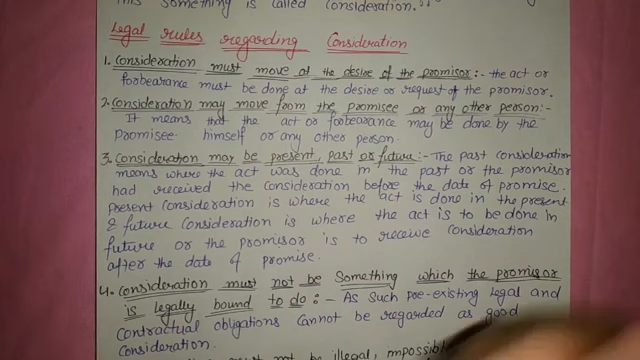 This something is called consideration."
Legal rules regarding Consideration
1. Consideration must move at the desire of the promisor:- The act or
forbearance must be done at the desire or request of the promisor.
2. Consideration may move from the promisee or any other person:-
It means that the act or forbearance may be done by the
promisee himself or any other person.
3. Consideration may be present, past or future:- The past consideration
means where the act was done in the past or the promisor
had received the consideration before the date of promise.
Present consideration is where the act is done in the present
& future consideration is where the act is to be done in
future or the promisor is to receive consideration
after the date of promise.
4. Consideration must not be something which the promisor
is legally bound to do:- As such pre-existing legal and
contractual obligations cannot be regarded as good
consideration.
not be illegal,